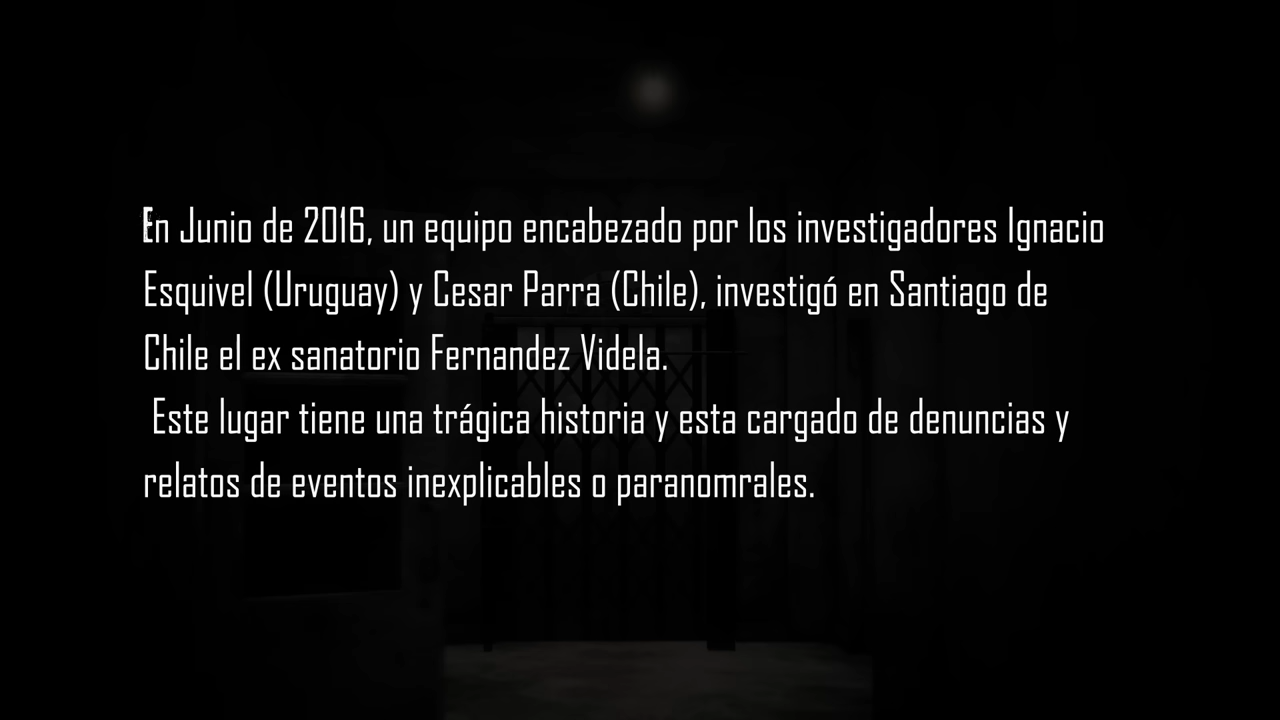 En Junio de 2016, un equipo encabezado por los investigadores Ignacio
Esquivel (Uruguay) y Cesar Parra (Chile), investigó en Santiago de
Chile el ex sanatorio Fernandez Videla.
Este lugar tiene una trágica historia y esta cargado de denuncias y
relatos de eventos inexplicables o paranomrales.